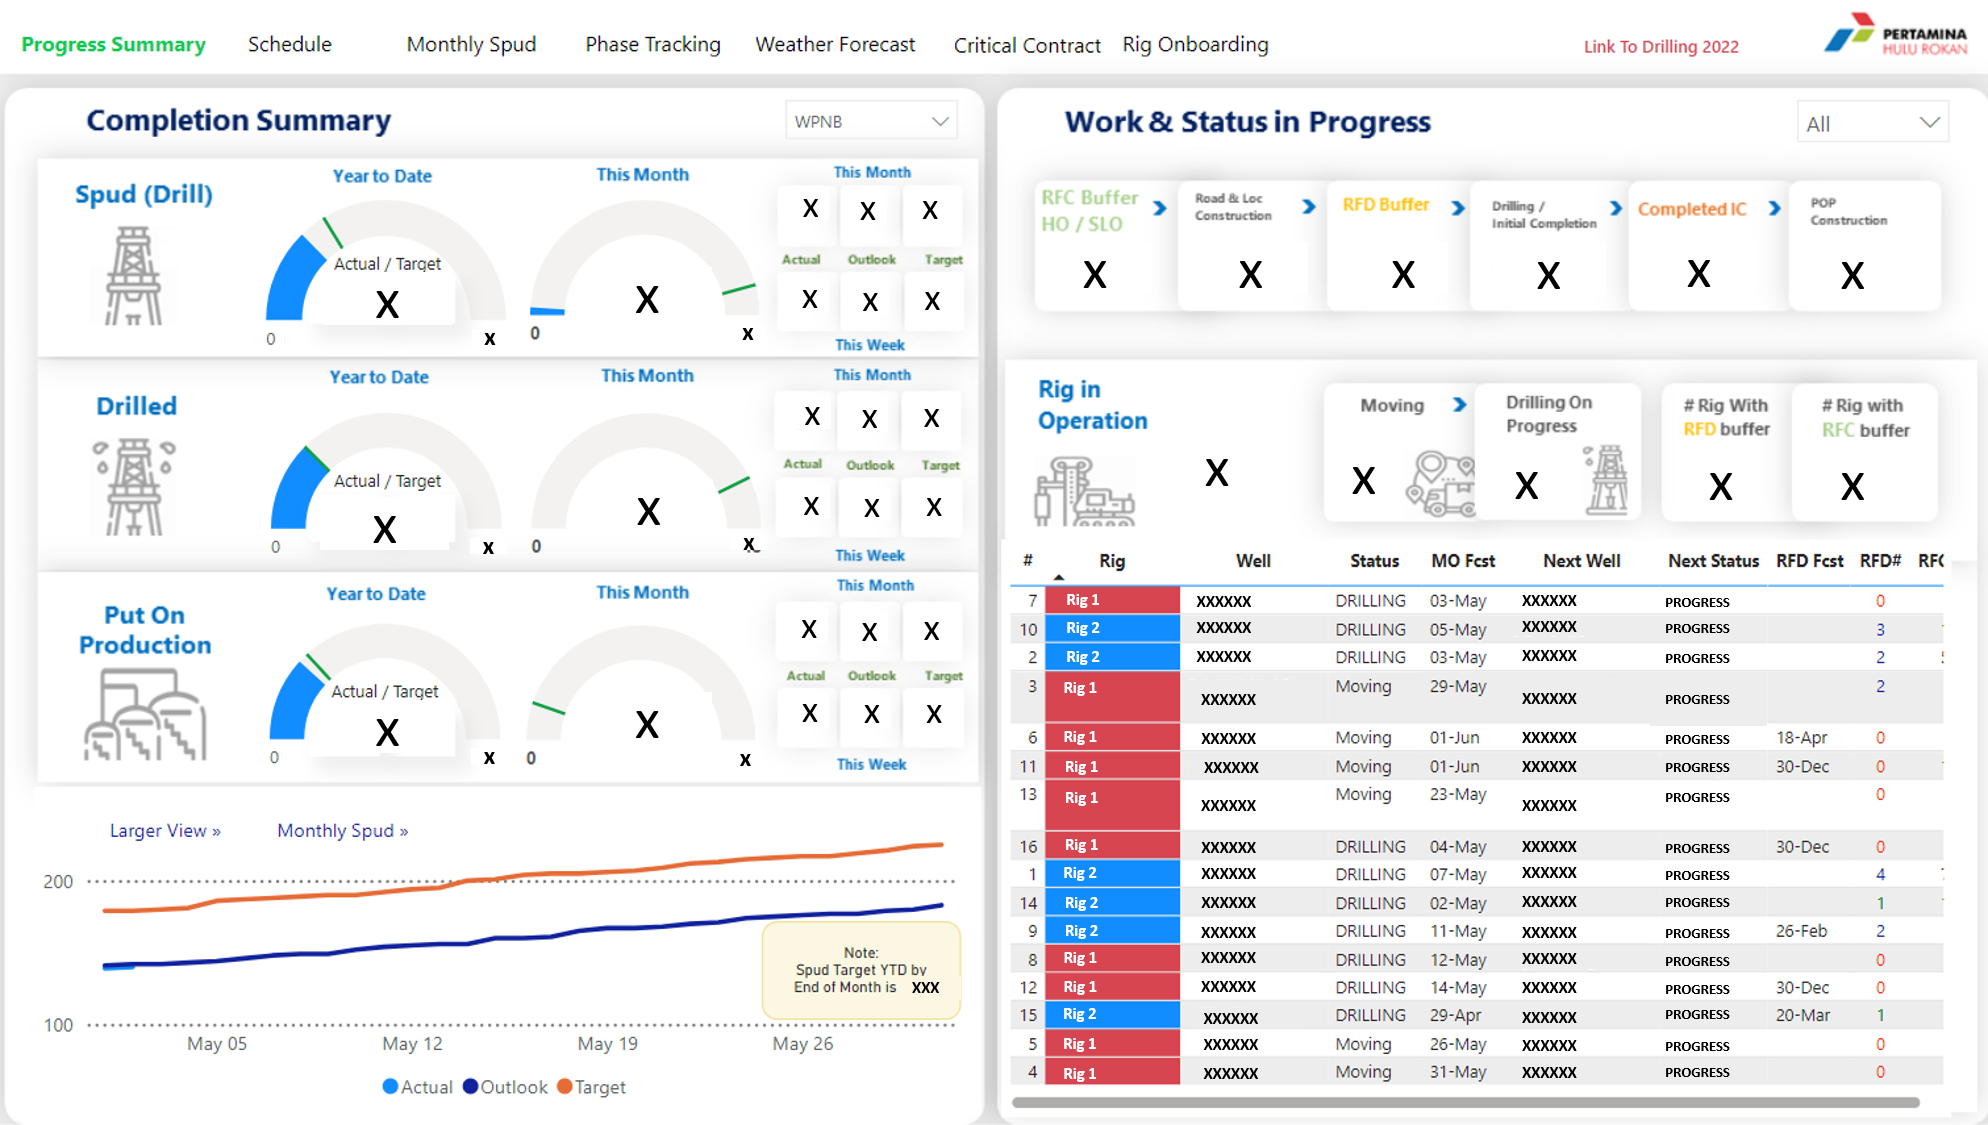 Progress Summary Schedule Monthly Spud Phase Tracking Weather Forecast Critical Contract Rig Onboarding Link To Drilling 2022 PERTAMINA
HULU ROKAN
Completion Summary WPNB
Spud (Drill)
Year to Date This Month This Month
X X X
Actual / Target Actual Outlook Target
X X X X X
0 X 0 X
This Week
Drilled
Year to Date This Month This Month
X X X
Actual / Target Actual Outlook Target
X X X X X
0 X 0 X
This Week
Put On
Production
Year to Date This Month This Month
X X X
Actual / Target Actual Outlook Target
X X X X X
0 X 0 X
This Week
Larger View » Monthly Spud »
200
100
Note:
Spud Target YTD by
End of Month is XXX
May 05 May 12 May 19 May 26
Actual Outlook Target
Work & Status in Progress All
RFC Buffer
HO / SLO
X
Road & Loc
Construction
X
RFD Buffer
X
Drilling /
Initial Completion
X
Completed IC
X
POP
Construction
X
Rig in
Operation
X
Moving
X
Drilling On
Progress
X
# Rig With
RFD buffer
X
# Rig with
RFC buffer
X
# Rig Well Status MO Fcst Next Well Next Status RFD Fcst RFD#
7 Rig 1 XXXXXX DRILLING 03-May XXXXXX PROGRESS 0
10 Rig 2 XXXXXX DRILLING 05-May XXXXXX PROGRESS 3
2 Rig 2 XXXXXX DRILLING 03-May XXXXXX PROGRESS 2
3 Rig 1 XXXXXX Moving 29-May XXXXXX PROGRESS 2
6 Rig 1 XXXXXX Moving 01-Jun XXXXXX PROGRESS 18-Apr 0
11 Rig 1 XXXXXX Moving 01-Jun XXXXXX PROGRESS 30-Dec 0
13 Rig 1 XXXXXX Moving 23-May XXXXXX PROGRESS 0
16 Rig 1 XXXXXX DRILLING 04-May XXXXXX PROGRESS 30-Dec 0
1 Rig 2 XXXXXX DRILLING 07-May XXXXXX PROGRESS 4
14 Rig 2 XXXXXX DRILLING 02-May XXXXXX PROGRESS 1
9 Rig 2 XXXXXX DRILLING 11-May XXXXXX PROGRESS 26-Feb 2
8 Rig 1 XXXXXX DRILLING 12-May XXXXXX PROGRESS 0
12 Rig 1 XXXXXX DRILLING 14-May XXXXXX PROGRESS 30-Dec 0
15 Rig 2 XXXXXX DRILLING 29-Apr XXXXXX PROGRESS 20-Mar 1
5 Rig 1 XXXXXX Moving 26-May XXXXXX PROGRESS 0
4 Rig 1 XXXXXX Moving 31-May XXXXXX PROGRESS 0